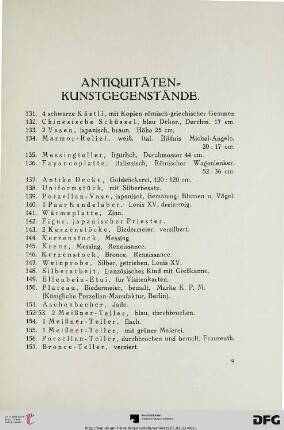 ANTIQUITÄTEN-
KUNSTGEGENSTÄNDE.
131. 4 schwarze Kästli, mit Kopien römisch-griechischer Gemmen
132. Chinesische Schüssel, blau Dekor., Durchm. 17 cm.
133. 2 Vasen, japanisch, braun. Höhe 25 cm,
134. Marmor-Relief, weiß, ital. Bildnis Michel-Angelo.
20 : 17 cm.
135. Messingteller, figürlich, Durchmesser 44 cm.
136. Fayenceplatte, italienisch, Römischer Wagenlenker.
52 : 36 cm
137. Antike Decke, Goldstickerei, 120 : 120 cm.
138. Uniformstück, mit Silberbesatz.
139. Porzellan-Vase, japanisch, Bemalung Blumen u. Vögel.
140. 1 Paar Kandelaber, Louis XV, dreiarmig.
141. Wärmeplatte, Zinn.
142. Figur, japanischer Priester.
143. 2 Kerzenstöcke, Biedermeier, versilbert.
144. Kerzenstock, Messing
145. Krone, Messing, Renaissance.
146. Kerzenstock, Bronce, Renaissance.
147. Weinprobe, Silber, getrieben, Louis XV.
148. Silberarbeit, französisches Kind mit Gießkanne.
149. Elfenbein-Etui, für Visitenkarten.
150. Plateau, Biedermeier, bemalt, Marke K. P. M.
(Königliche Porzellan-Manufaktur, Berlin).
151. Aschenbecher, Jade.
152/53. 2 Meißner-Teller, blau, durchbrochen.
154. 1 Meißner-Teller, flach.
155. 1 Meißner-Teller, mit grüner Malerei.
156. Porzellan-Teller, durchbrochen und bemalt, Frauenuth.
157. Bronce-Teller, verziert.
9
DFG